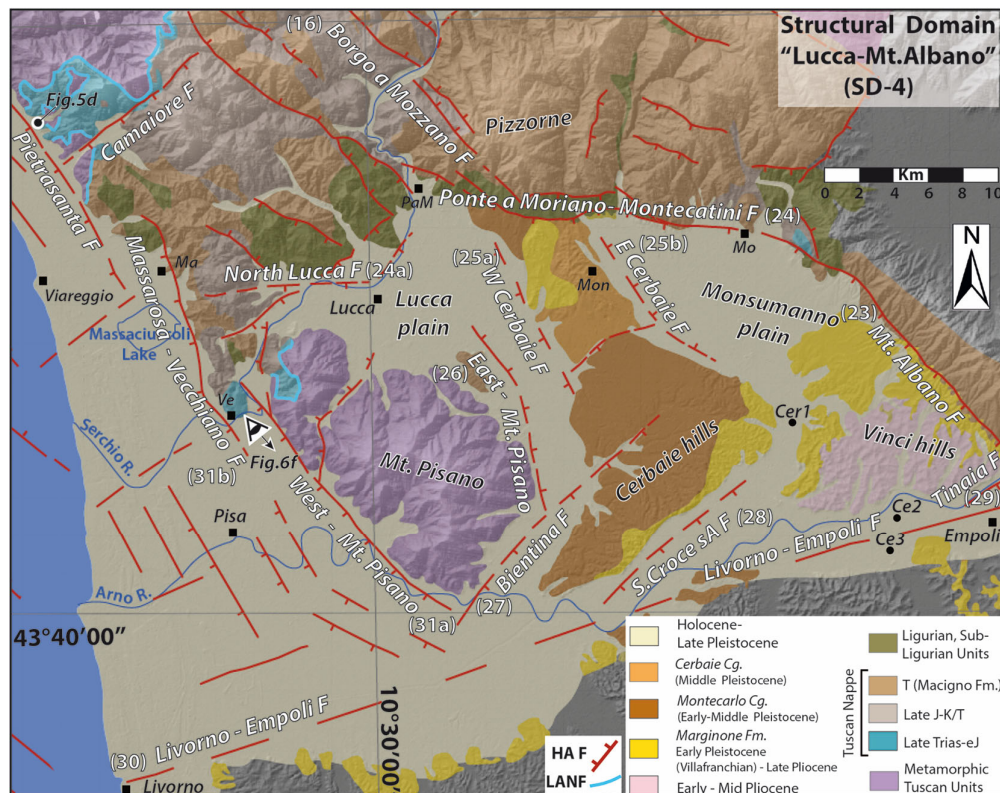 Structural Domain
“Lucca-Mt.Albano”
(SD-4)
(16)
Borgo a Mozzano F
Fig.5d
Camaiore F
Pizzorne
Km
0 2 4 6 8 10
Pietrasanta F
PaM
Ponte a Moriano- Montecatini F (24)
Mo
N
Massarosa - Vecchiano F
Ma
North Lucca F (24a)
(25a)
W Cerbaie F
(25b)
E Cerbaie F
Mon
Viareggio
Lucca
Lucca
plain
Monsumanno
plain
(23)
Mt. Albano F
Massaciuccoli
Lake
(26)
East - Mt.Pisano
Ve
Cer1
Vinci hills
Serchio R.
Fig.6f
Mt. Pisano
Cerbaie hills
(31b)
West - Mt. Pisano
Tinaia F
(29)
Pisa
Bientina F
S.Croce sA F (28)
Ce2
Livorno - Empoli F
Ce3
Empoli
Arno R.
(27)
(31a)
43°40'00”
10°30'00”
(30) Livorno - Empoli F
Livorno
HA F
LANF
Holocene-
Late Pleistocene
Cerbaie Cg.
(Middle Pleistocene)
Montecarlo Cg.
(Early-Middle Pleistocene)
Marginone Fm.
Early Pleistocene
(Villafranchian) - Late Pliocene
Early - Mid Pliocene
Ligurian, Sub-
Ligurian Units
Tuscan Nappe
T (Macigno Fm.)
Late J-K/T
Late Trias-eJ
Metamorphic
Tuscan Units